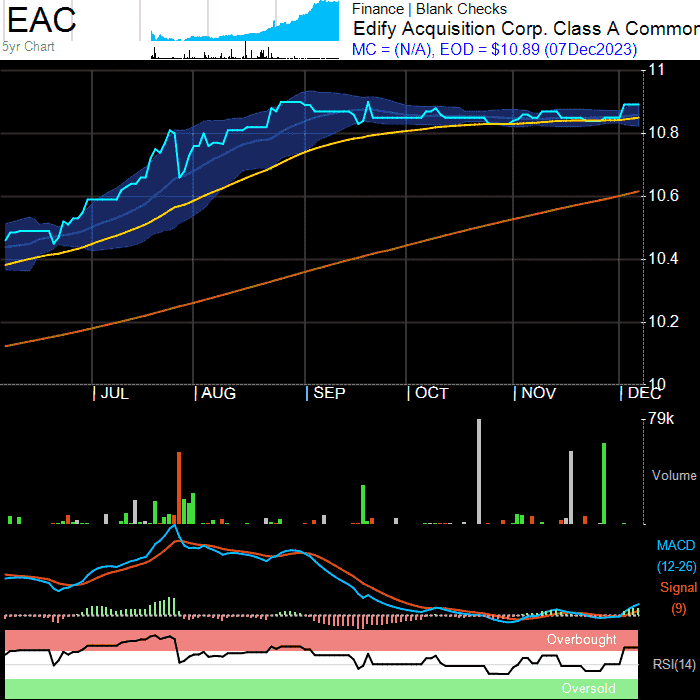 EAC
5yr Chart
Finance | Blank Checks
Edify Acquisition Corp. Class A Common
MC = (N/A), EOD = $10.89 (07Dec2023)
11
10.8
10.6
10.4
10.2
10
JUL
AUG
SEP
OCT
NOV
DEC
79k
Volume
MACD
(12-26)
Signal
(9)
Overbought
RSI(14)
Oversold